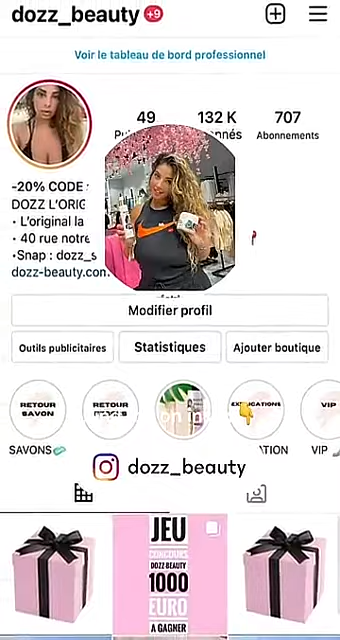 dozz_beauty +9
Voir le tableau de bord professionnel
49 132 K 707
Abonnements
-20% CODE
DOZZ L'ORIG
• L'original la
• 40 rue notre
•Snap : dozz_s
dozz-beauty.com
Modifier profil
Outils publicitaires Statistiques Ajouter boutique
RETOUR
SAVON
RETOUR
VIP
SAVONS
VIP
dozz_beauty
JEU
CONCOURS
DOZZ BEAUTY
1000
EURO
A GAGNER